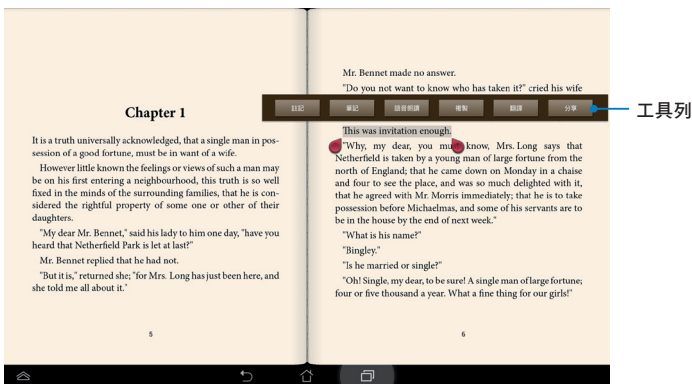 Chapter 1
It is a truth universally acknowledged, that a single man in pos-
session of a good fortune, must be in want of a wife.
However little known the feelings or views of such a man may
be on his first entering a neighbourhood, this truth is so well
fixed in the minds of the surrounding families, that he is con-
sidered the rightful property of some one or other of their
daughters.
"My dear Mr. Bennet," said his lady to him one day, "have you
heard that Netherfield Park is let at last?"
Mr. Bennet replied that he had not.
"But it is," returned she; "for Mrs. Long has just been here, and
she told me all about it."
5
Mr. Bennet made no answer.
"Do you not want to know who has taken it?" cried his wife
註記 筆記 語音朗讀 複製 翻譯 分享
工具列
This was invitation enough.
"Why, my dear, you must know, Mrs. Long says that
Netherfield is taken by a young man of large fortune from the
north of England; that he came down on Monday in a chaise
and four to see the place, and was so much delighted with it,
that he agreed with Mr. Morris immediately; that he is to take
possession before Michaelmas, and some of his servants are to
be in the house by the end of next week."
"What is his name?"
"Bingley."
"Is he married or single?"
"Oh! Single, my dear, to be sure! A single man of large fortune;
four or five thousand a year. What a fine thing for our girls!"
6